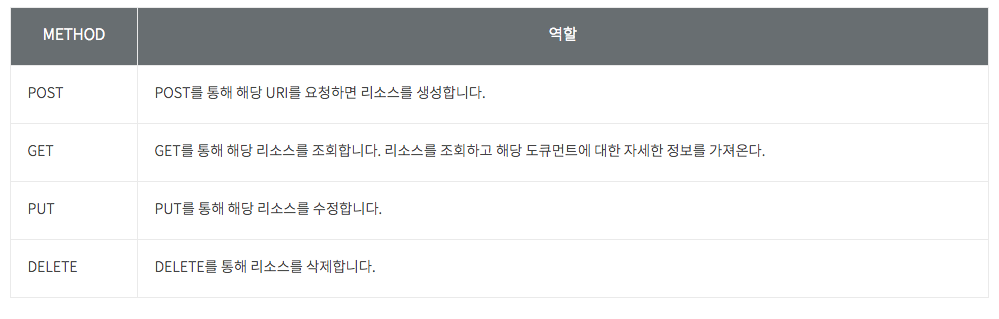 METHOD 역할
POST POST를 통해 해당 URI를 요청하면 리소스를 생성합니다.
GET GET를 통해 해당 리소스를 조회합니다. 리소스를 조회하고 해당 도큐먼트에 대한 자세한 정보를 가져온다.
PUT PUT를 통해 해당 리소스를 수정합니다.
DELETE DELETE를 통해 리소스를 삭제합니다.